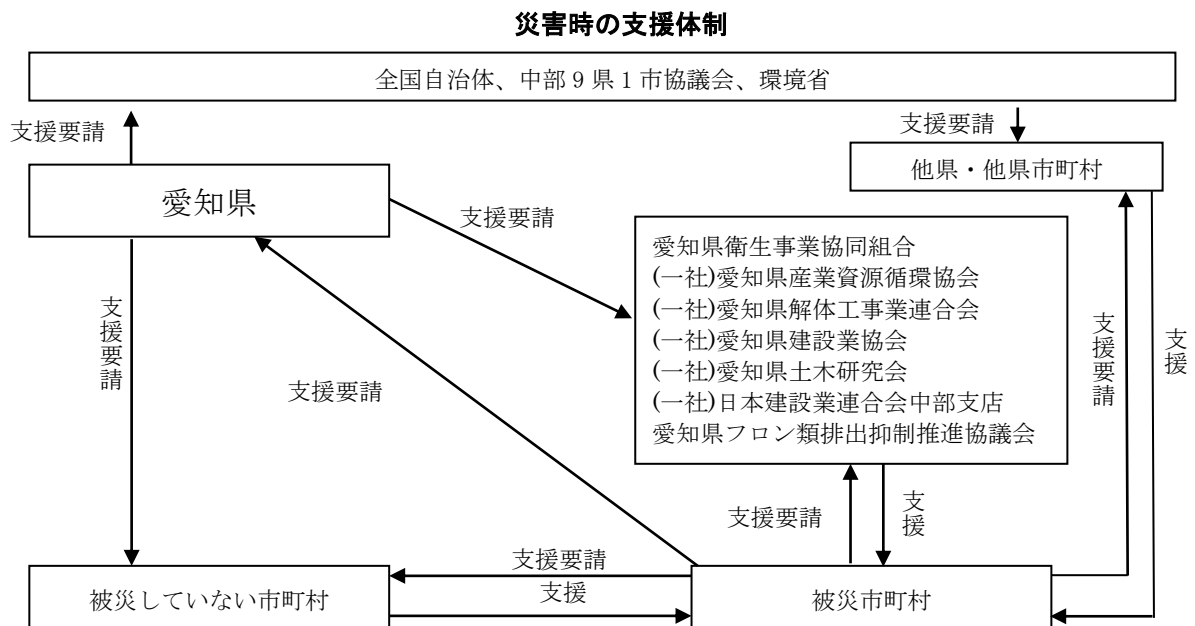 災害時の支援体制
全国自治体、中部９県１市協議会、環境省
支援要請
支援要請
他県・他県市町村
愛知県
支援要請
愛知県衛生事業協同組合
(一社)愛知県産業資源循環協会
(一社)愛知県解体工事業連合会
(一社)愛知県建設業協会
(一社)愛知県土木研究会
(一社)日本建設業連合会中部支店
愛知県フロン類排出抑制推進協議会
支援要請
支援要請
支援要請
支援
支援要請
支援
支援要請
支援
被災していない市町村
被災市町村